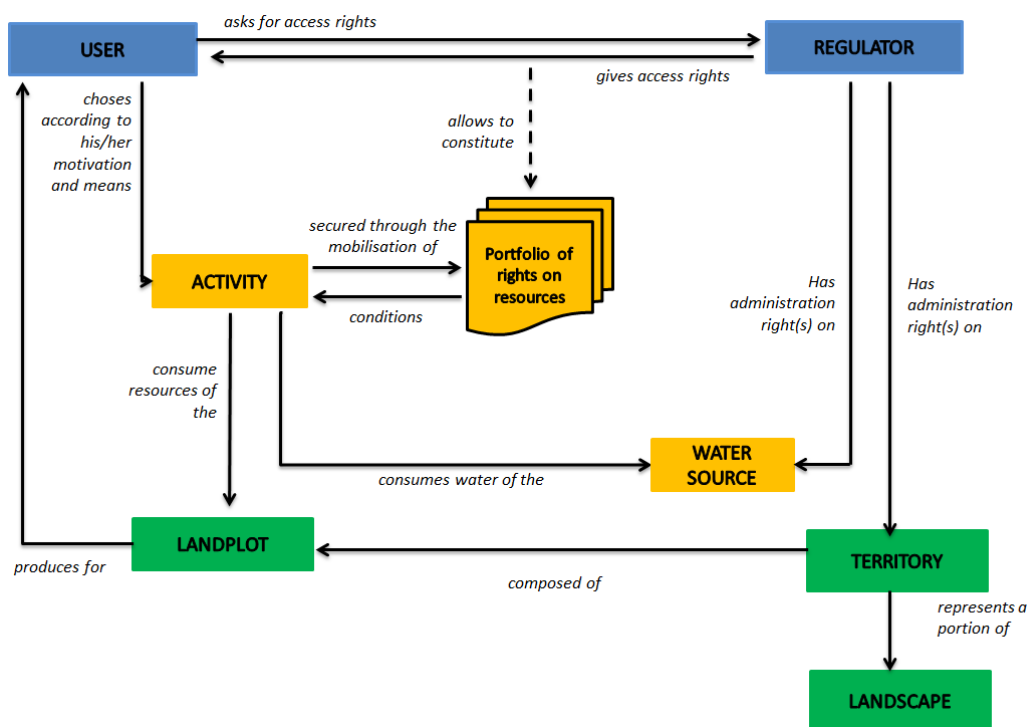 asks for access rights
USER
REGULATOR
gives access rights
choses
according to
his/her
motivation
and means
allows to
constitute
secured through the
mobilisation of
Portfolio of
rights on
resources
ACTIVITY
conditions
Has
administration
right(s) on
Has
administration
right(s) on
consume
resources of
the
WATER
SOURCE
consumes water of the
LANDPLOT
TERRITORY
produces for
composed of
represents a
portion of
LANDSCAPE